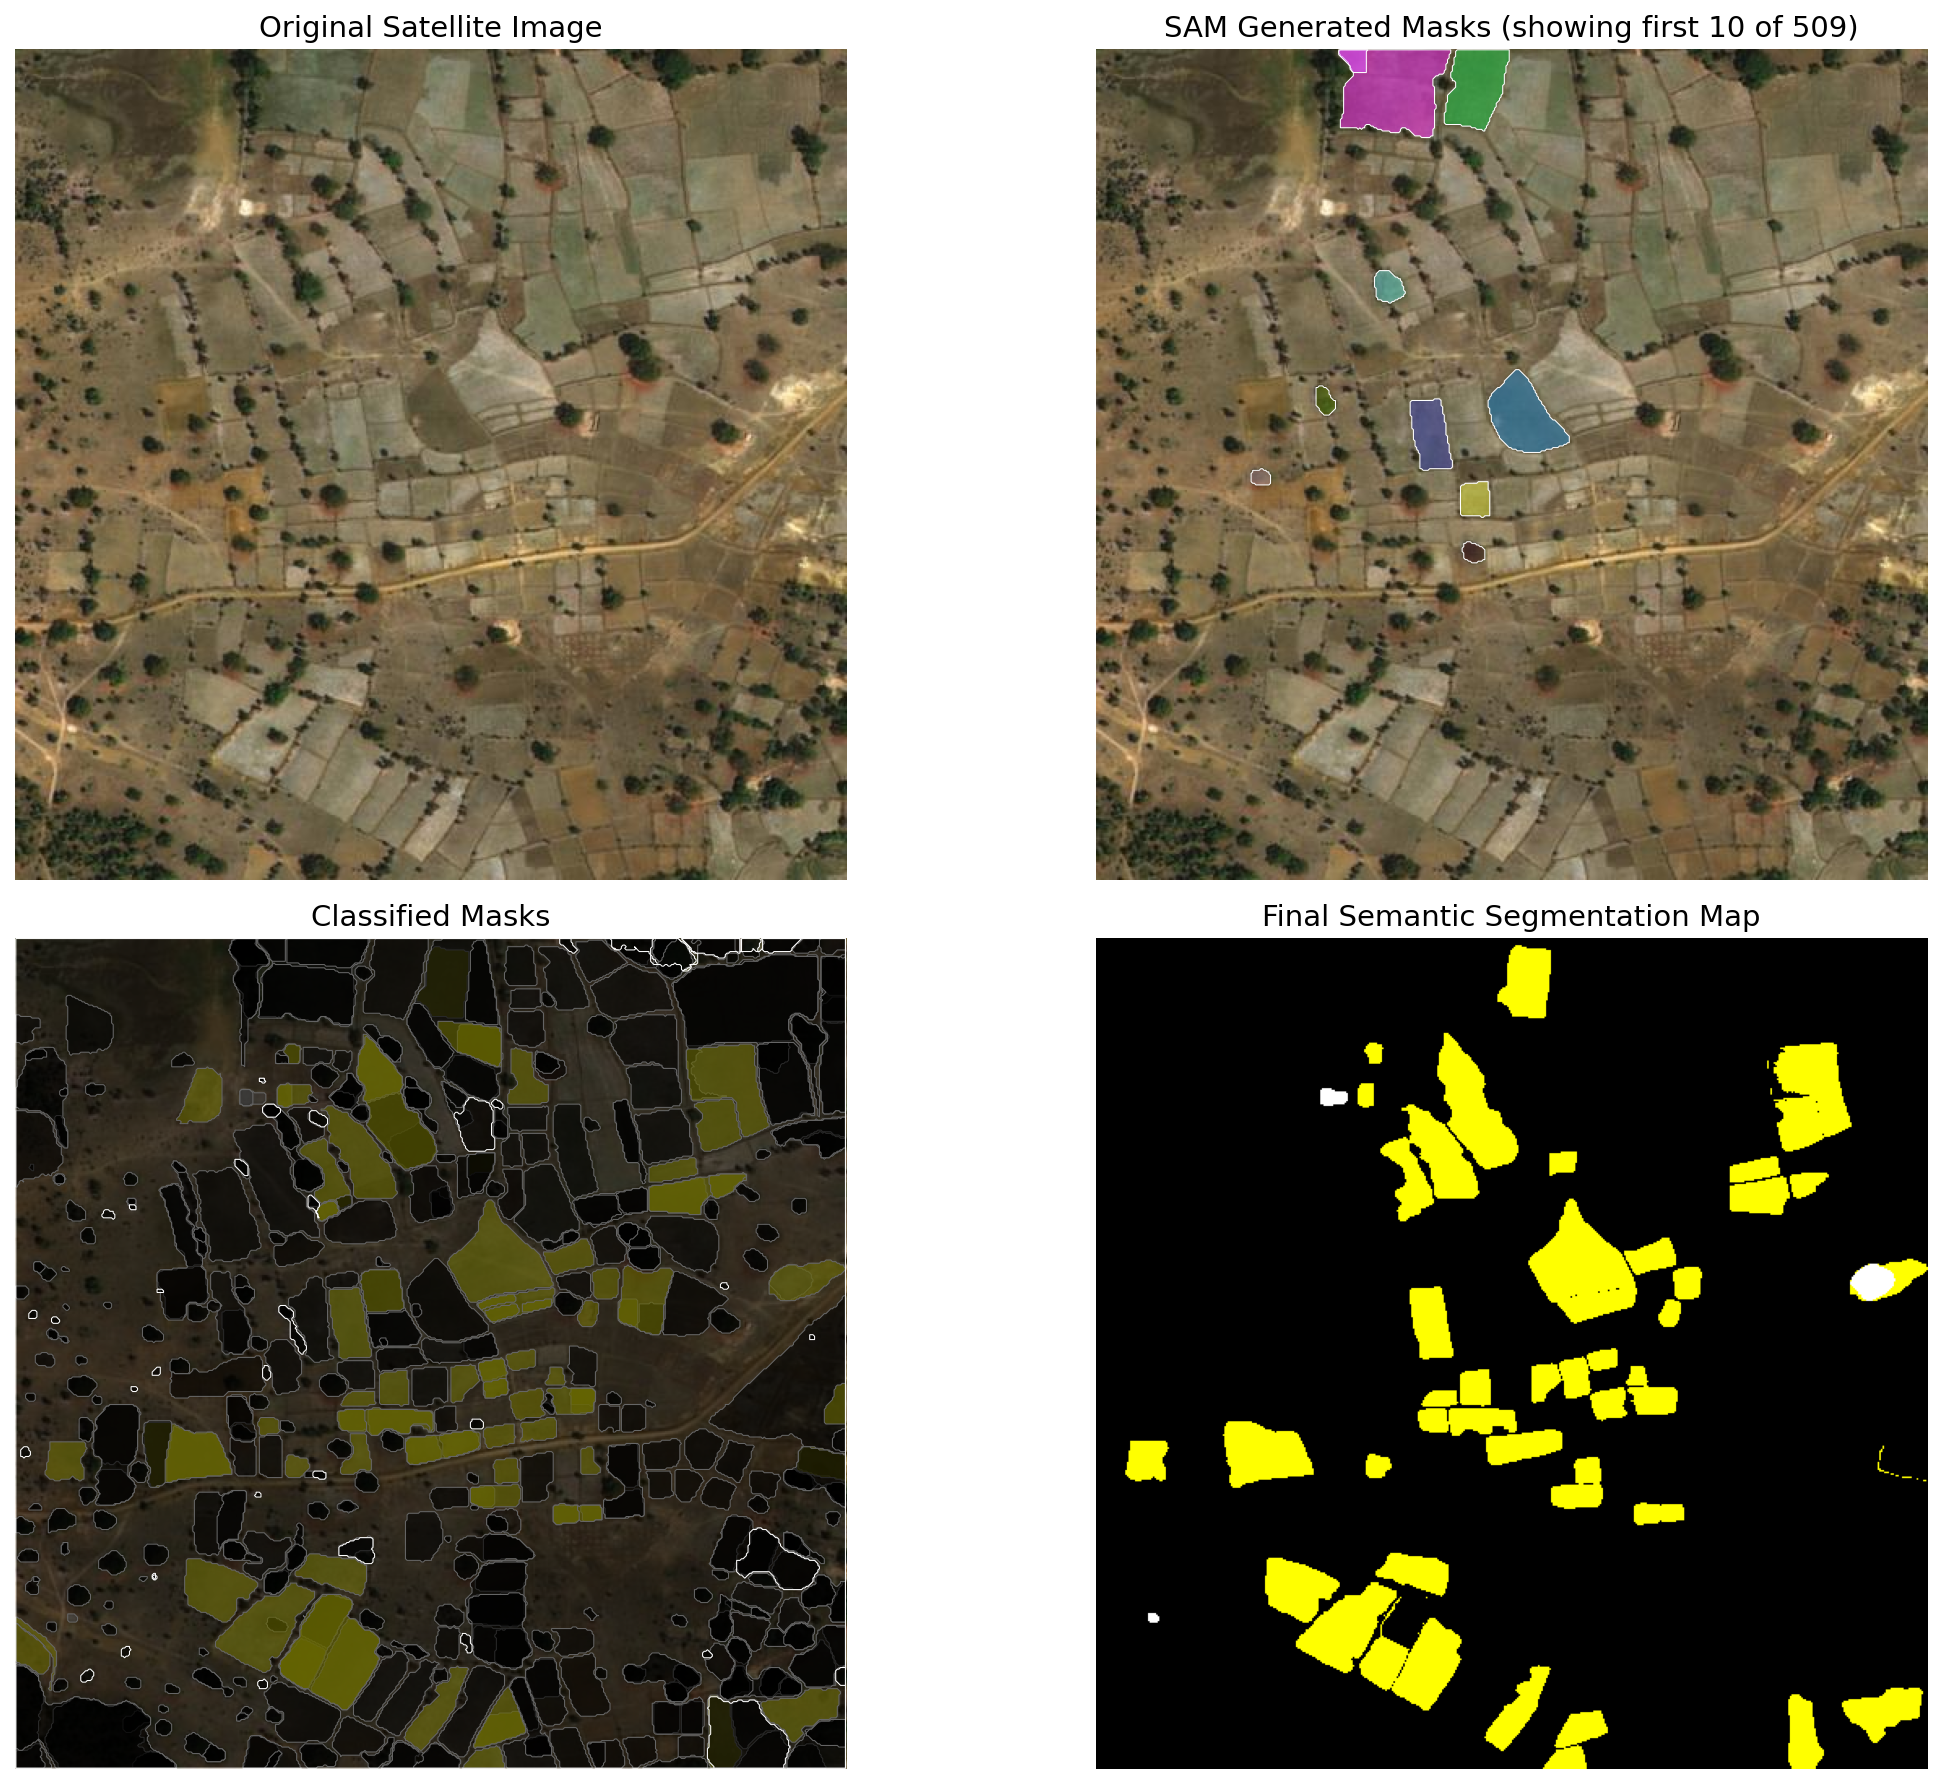 Original Satellite Image
SAM Generated Masks (showing first 10 of 509)
Classified Masks
Final Semantic Segmentation Map